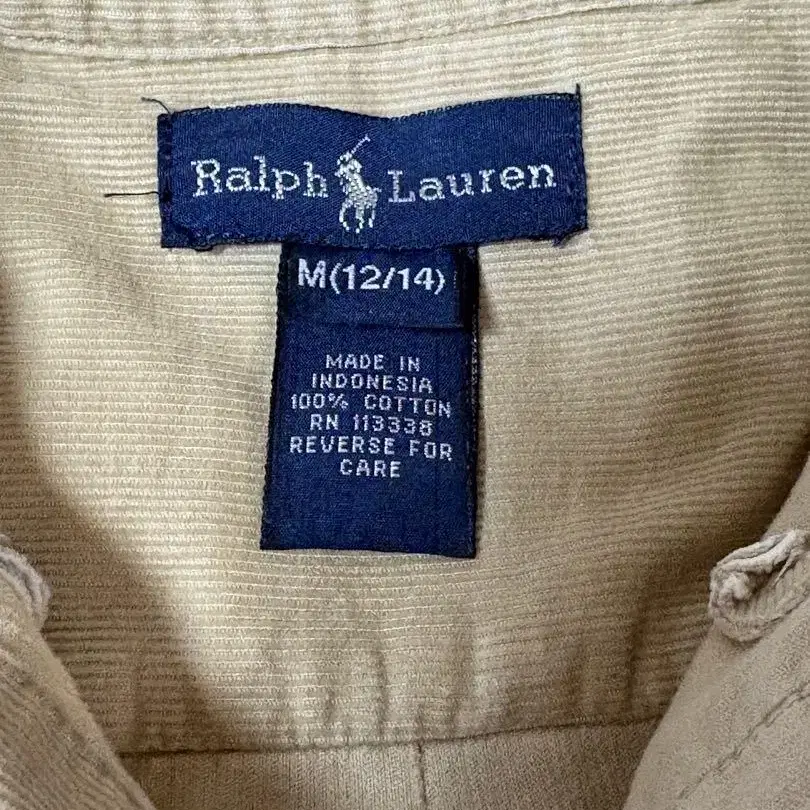 Ralph Lauren
M(12/14)
MADE IN
INDONESIA
100% COTTON
RN 113338
REVERSE FOR
CARE